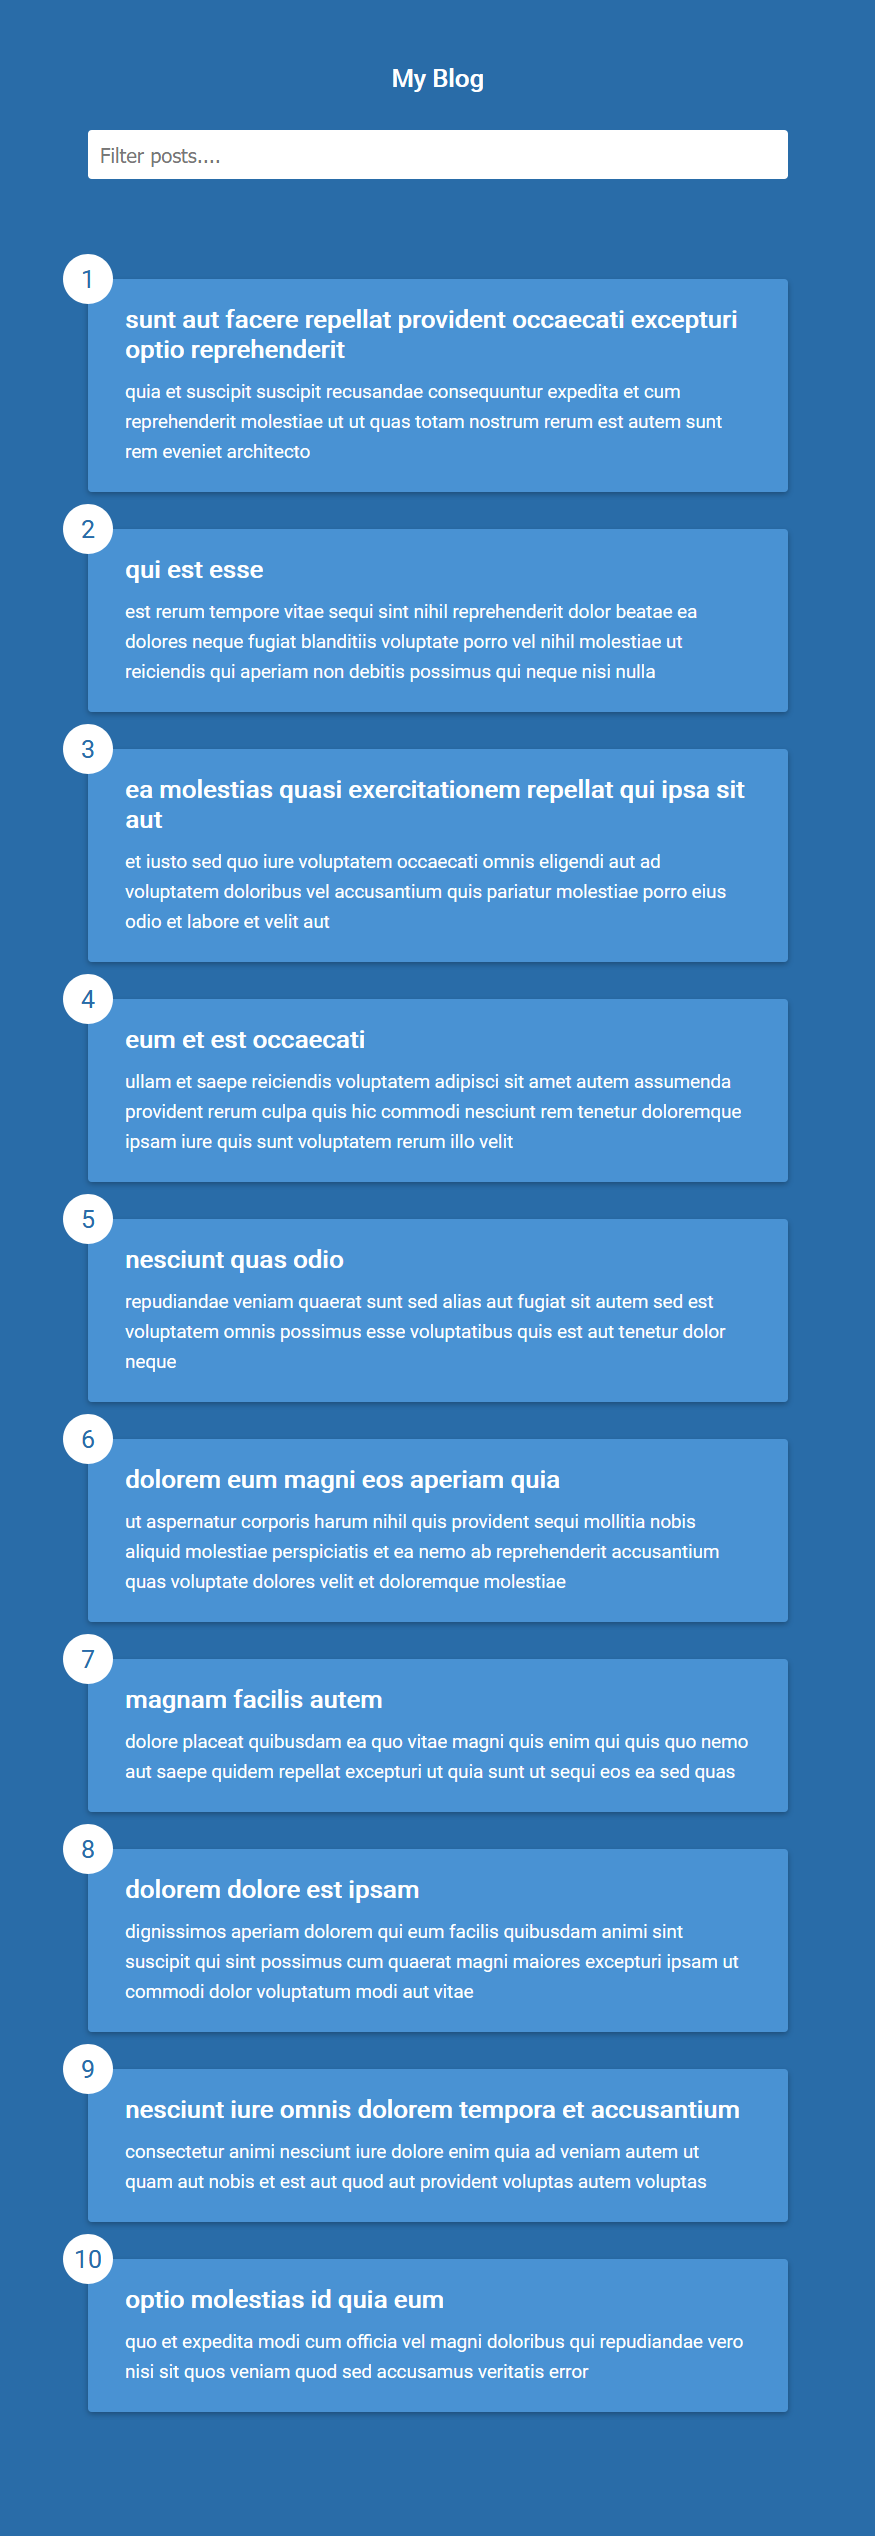 My Blog
Filter posts....
1
sunt aut facere repellat provident occaecati excepturi
optio reprehenderit
quia et suscipit suscipit recusandae consequuntur expedita et cum
reprehenderit molestiae ut ut quas totam nostrum rerum est autem sunt
rem eveniet architecto
2
qui est esse
est rerum tempore vitae sequi sint nihil reprehenderit dolor beatae ea
dolores neque fugiat blanditiis voluptate porro vel nihil molestiae ut
reiciendis qui aperiam non debitis possimus qui neque nisi nulla
3
ea molestias quasi exercitationem repellat qui ipsa sit
aut
et iusto sed quo iure voluptatem occaecati omnis eligendi aut ad
voluptatem doloribus vel accusantium quis pariatur molestiae porro eius
odio et labore et velit aut
4
eum et est occaecati
ullam et saepe reiciendis voluptatem adipisci sit amet autem assumenda
provident rerum culpa quis hic commodi nesciunt rem tenetur doloremque
ipsam iure quis sunt voluptatem rerum illo velit
5
nesciunt quas odio
repudiandae veniam quaerat sunt sed alias aut fugiat sit autem sed est
voluptatem omnis possimus esse voluptatibus quis est aut tenetur dolor
neque
6
dolorem eum magni eos aperiam quia
ut aspernatur corporis harum nihil quis provident sequi mollitia nobis
aliquid molestiae perspiciatis et ea nemo ab reprehenderit accusantium
quas voluptate dolores velit et doloremque molestiae
7
magnam facilis autem
dolore placeat quibusdam ea quo vitae magni quis enim qui quis quo nemo
aut saepe quidem repellat excepturi ut quia sunt ut sequi eos ea sed quas
8
dolorem dolore est ipsam
dignissimos aperiam dolorem qui eum facilis quibusdam animi sint
suscipit qui sint possimus cum quaerat magni maiores excepturi ipsam ut
commodi dolor voluptatum modi aut vitae
9
nesciunt iure omnis dolorem tempora et accusantium
consectetur animi nesciunt iure dolore enim quia ad veniam autem ut
quam aut nobis et est aut quod aut provident voluptas autem voluptas
10
optio molestias id quia eum
quo et expedita modi cum officia vel magni doloribus qui repudiandae vero
nisi sit quos veniam quod sed accusamus veritatis error